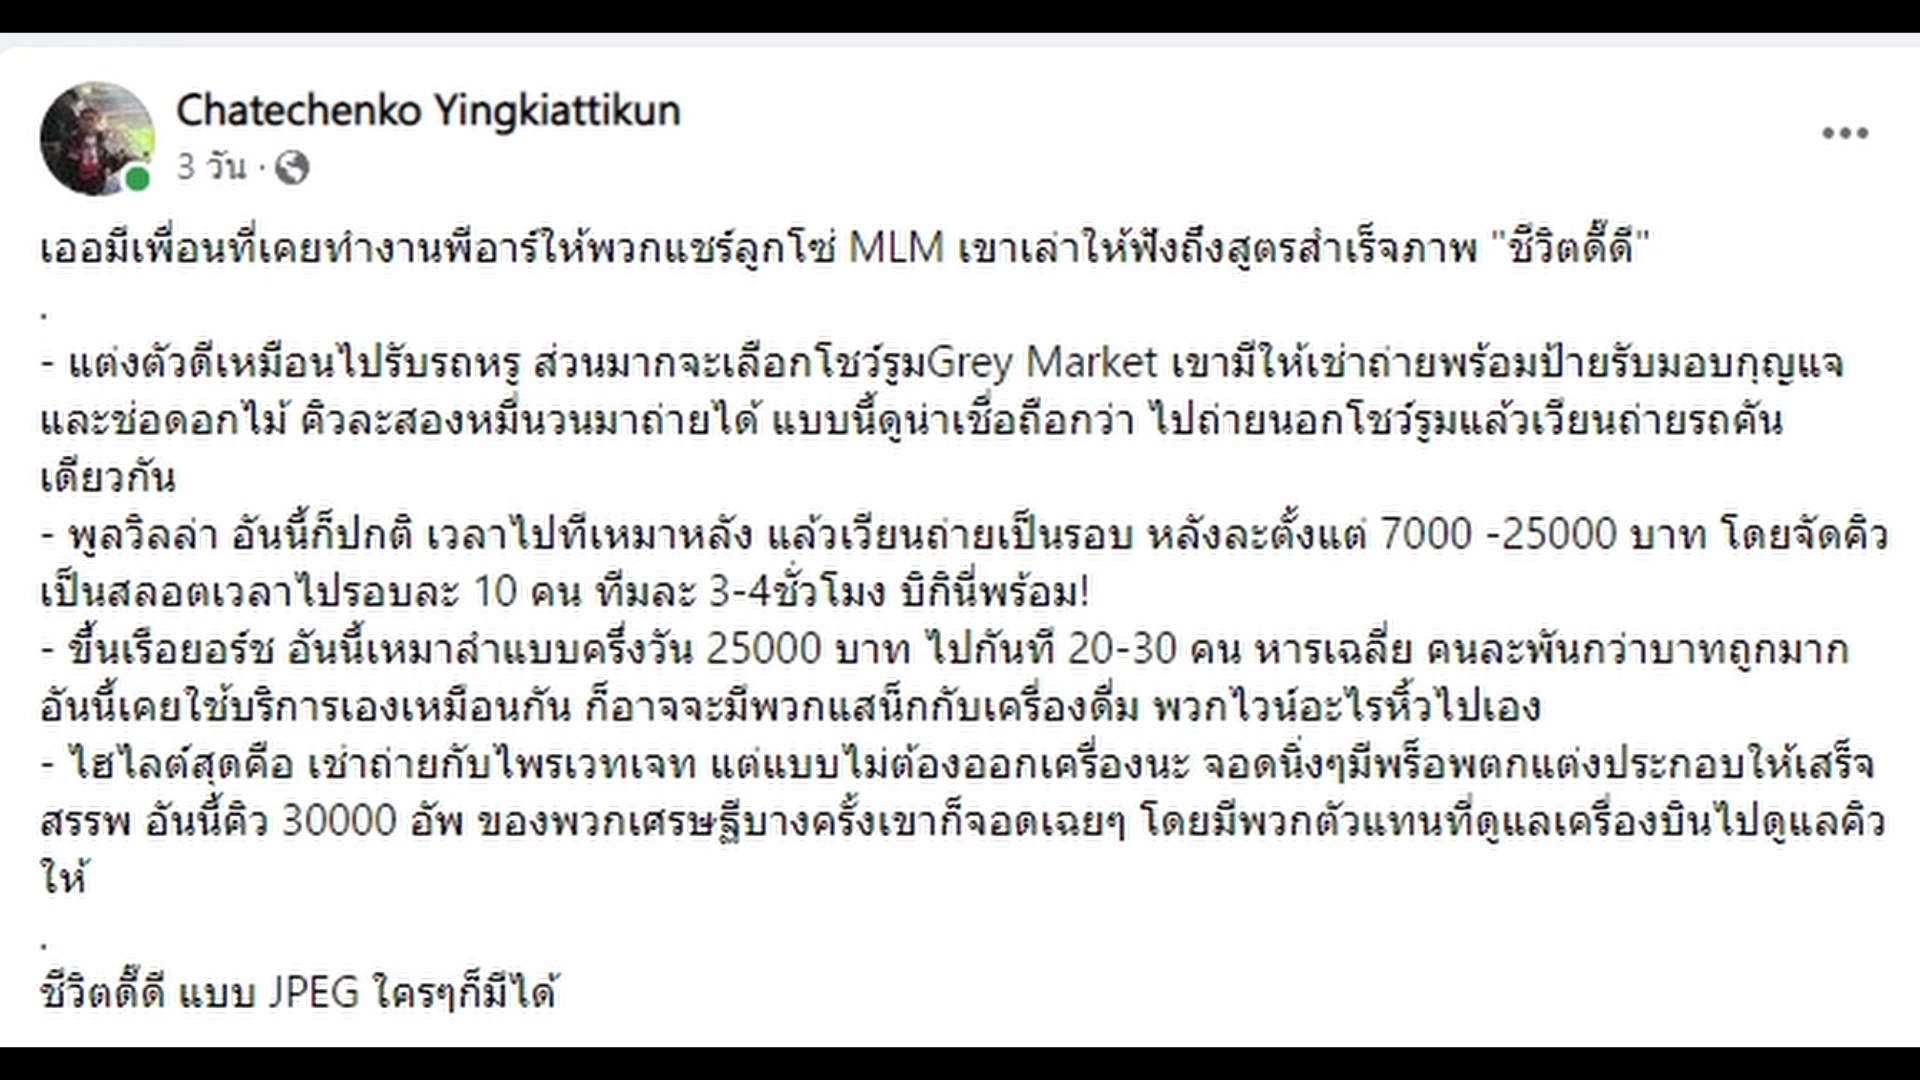 Chatechenko Yingkiattikun
3 วัน ·
เออมีเพื่อนที่เคยทำงานพีอาร์ให้พวกแชร์ลูกโซ่ MLM เขาเล่าให้ฟังถึงสูตรสำเร็จภาพ "ชีวิตดี๊ดี"
.
- แต่งตัวดีเหมือนไปรับรถหรู ส่วนมากจะเลือกโชว์รูมGrey Market เขามีให้เช่าถ่ายพร้อมป้ายรับมอบกุญแจ
และช่อดอกไม้ คิวละสองหมื่นวนมาถ่ายได้ แบบนี้ดูน่าเชื่อถือกว่า ไปถ่ายนอกโชว์รูมแล้วเวียนถ่ายรถคัน
เดียวกัน
- พูลวิลล่า อันนี้ก็ปกติ เวลาไปทีเหมาหลัง แล้วเวียนถ่ายเป็นรอบ หลังละตั้งแต่ 7000 -25000 บาท โดยจัดคิว
เป็นสลอตเวลาไปรอบละ 10 คน ทีมละ 3-4ชั่วโมง บิกินี่พร้อม!
- ขึ้นเรือยอร์ช อันนี้เหมาลำแบบครึ่งวัน 25000 บาท ไปกันที 20-30 คน หารเฉลี่ย คนละพันกว่าบาทถูกมาก
อันนี้เคยใช้บริการเองเหมือนกัน ก็อาจจะมีพวกแสน็กกับเครื่องดื่ม พวกไวน์อะไรหิ้วไปเอง
- ไฮไลต์สุดคือ เช่าถ่ายกับไพรเวทเจท แต่แบบไม่ต้องออกเครื่องนะ จอดนิ่งๆมีพร็อพตกแต่งประกอบให้เสร็จ
สรรพ อันนี้คิว 30000 อัพ ของพวกเศรษฐีบางครั้งเขาก็จอดเฉยๆ โดยมีพวกตัวแทนที่ดูแลเครื่องบินไปดูแลคิว
ให้
.
ชีวิตดี๊ดี แบบ JPEG ใครๆก็มีได้